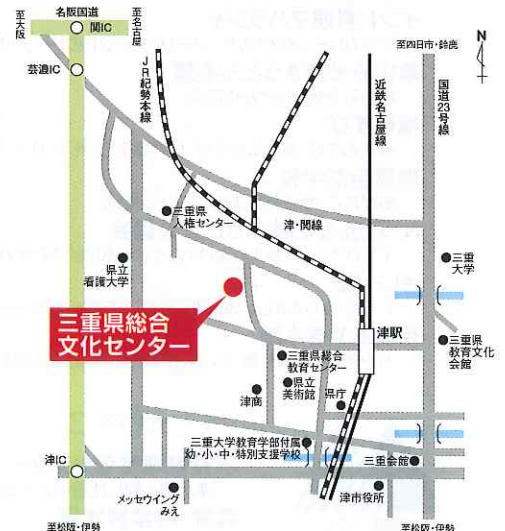 至大阪
名阪国道
至名古屋
関IC
芸濃IC
JR紀勢本線
近鉄名古屋線
至四日市・鈴鹿
国道23号線
N
三重県
人権センター
津・関線
県立
看護大学
三重
大学
三重県総合
文化センター
津駅
三重県
教育文化
会館
三重県総合
教育センター
県立
美術館
県庁
津商
三重大学教育学部付属
幼・小・中・特別支援学校
三重会館
津IC
メッセウイング
みえ
津市役所
至松阪・伊勢
至松阪・伊勢